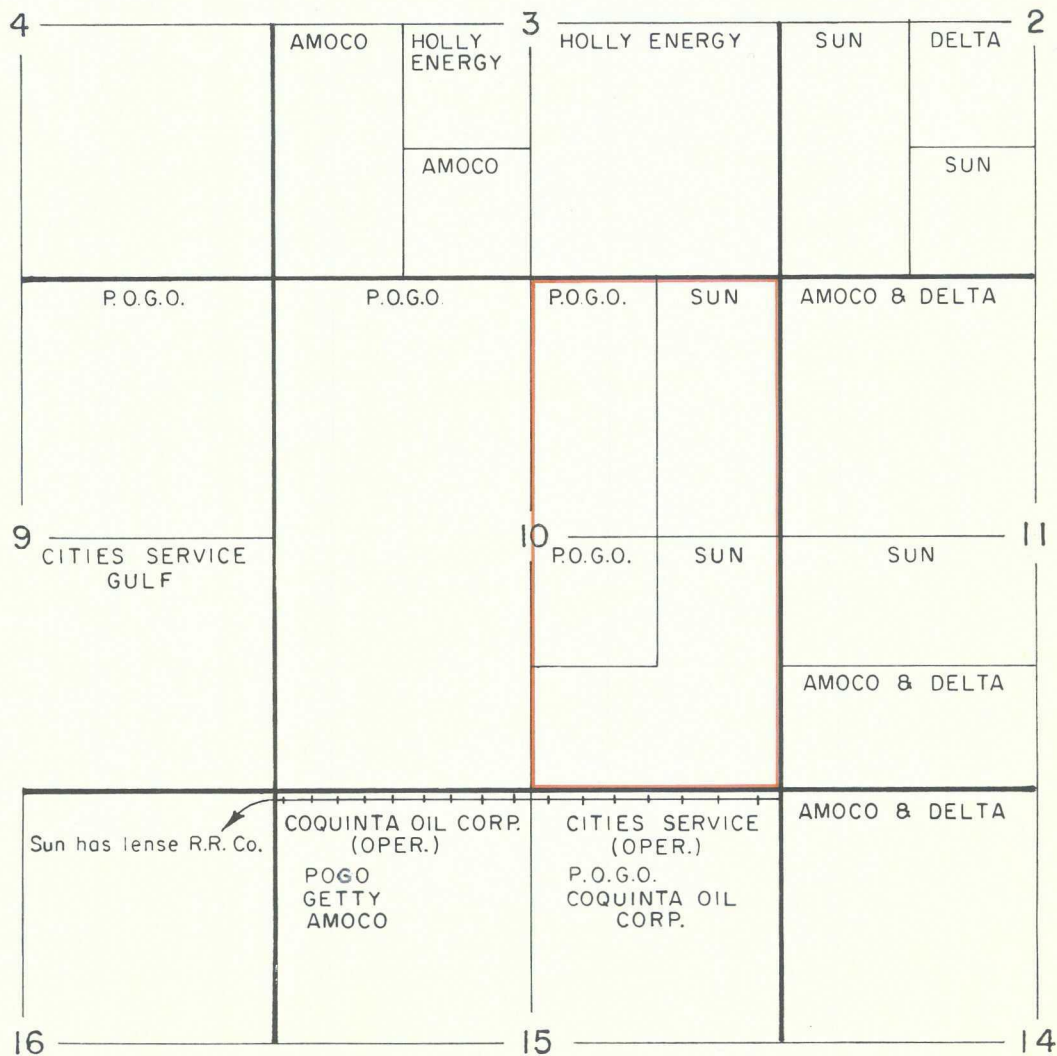 4
3
2
AMOCO
HOLLY
ENERGY
HOLLY ENERGY
SUN
DELTA
AMOCO
SUN
P.O.G.O.
P.O.G.O.
P.O.G.O.
SUN
AMOCO & DELTA
9
10
11
CITIES SERVICE
GULF
P.O.G.O.
SUN
SUN
AMOCO & DELTA
Sun has lense R.R. Co.
COQUINTA OIL CORP.
(OPER.)
POGO
GETTY
AMOCO
CITIES SERVICE
(OPER.)
P.O.G.O.
COQUINTA OIL
CORP.
AMOCO & DELTA
16
15
14